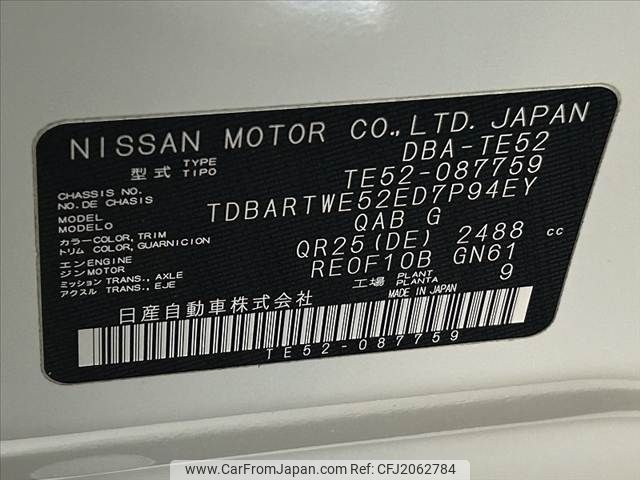 NISSAN MOTOR CO.,LTD. JAPAN
型式 TYPE TIPO DBA-TE52
CHASSIS NO. NO.DE CHASIS TE52-087759
MODEL MODELO TDBARTWE52ED7P94EY
カラー COLOR, TRIM トリム COLOR, GUARNICION QAB G
エンジン ENGINE MOTOR QR25(DE) 2488 cc
ミッション TRANS., AXLE アクスル TRANS., EJE RE0F10B GN61
工場 PLANT PLANTA 9
日産自動車株式会社 MADE IN JAPAN
TE52-087759
www.CarFromJapan.com - CFJ2062784